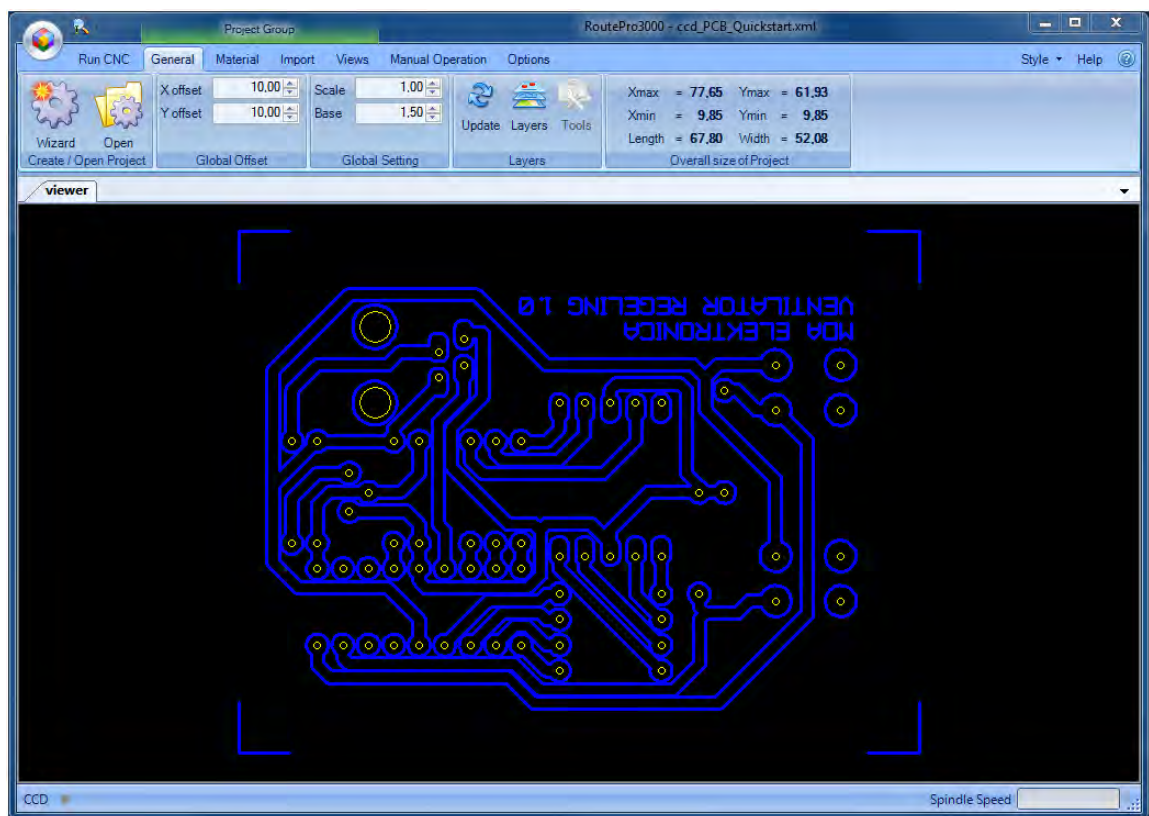 Project Group
RoutePro3000 - ccd_PCB_Quickstart.xml
Run CNC General Material Import Views Manual Operation Options Style Help
X offset 10,00 Scale 1,00 Xmax = 77,65 Ymax = 61,93
Y offset 10,00 Base 1,50 Xmin = 9,85 Ymin = 9,85
Wizard Open Update Layers Tools Length = 67,80 Width = 52,08
Create / Open Project Global Offset Global Setting Layers Overall size of Project
viewer
VENTILATOR REGELING 1.0
MDA ELEKTRONICA
CCD Spindle Speed